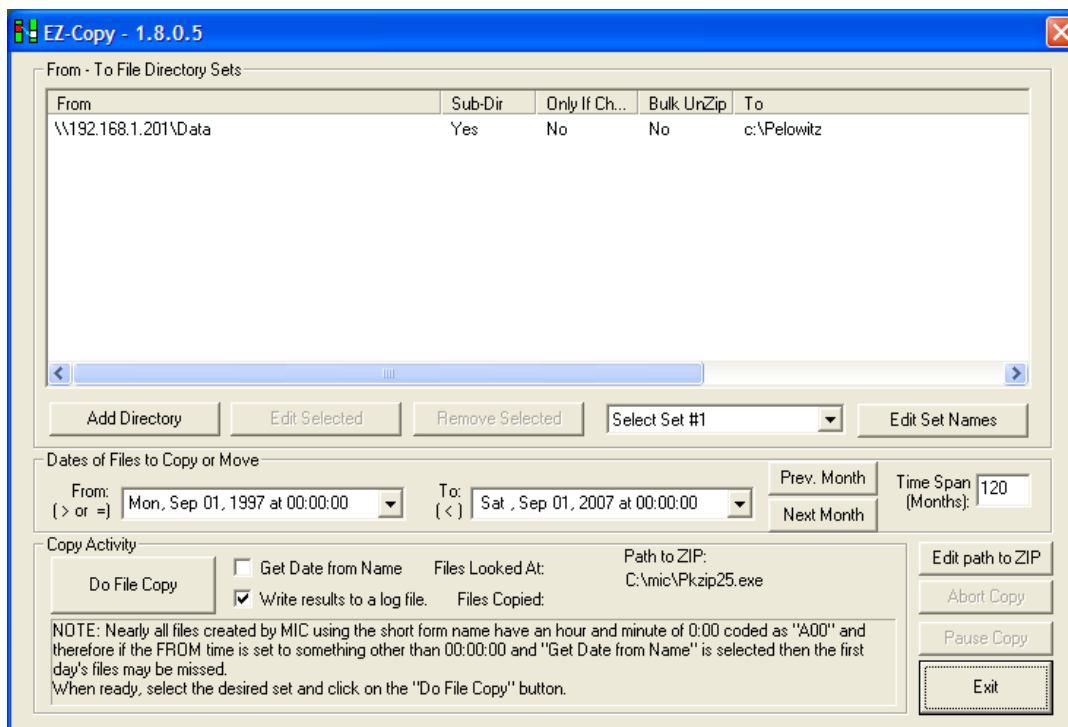 EZ-Copy - 1.8.0.5
From - To File Directory Sets
From Sub-Dir Only If Ch... Bulk UnZip To
\\192.168.1.201\Data Yes No No c:\Pelowitz
Add Directory Edit Selected Remove Selected Select Set #1 Edit Set Names
Dates of Files to Copy or Move
From: (> or =) Mon, Sep 01, 1997 at 00:00:00 To: (<) Sat , Sep 01, 2007 at 00:00:00 Prev. Month Next Month Time Span (Months): 120
Copy Activity
Do File Copy
Get Date from Name Files Looked At: Path to ZIP:
C:\mic\Pkzip25.exe
Write results to a log file. Files Copied:
Edit path to ZIP
Abort Copy
Pause Copy
Exit
NOTE: Nearly all files created by MIC using the short form name have an hour and minute of 0:00 coded as "A00" and
therefore if the FROM time is set to something other than 00:00:00 and "Get Date from Name" is selected then the first
day's files may be missed.
When ready, select the desired set and click on the "Do File Copy" button.